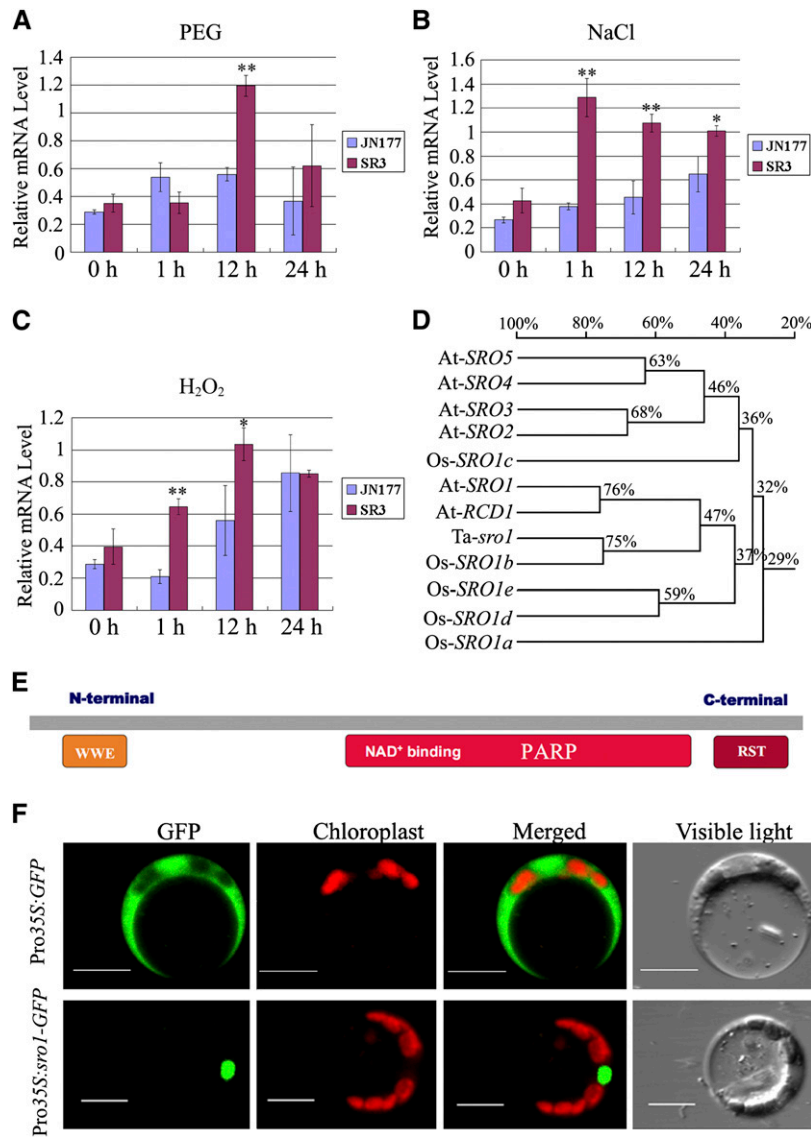 A
PEG
Relative mRNA Level
1.4
1.2
1
0.8
0.6
0.4
0.2
0
**
0 h 1 h 12 h 24 h
JN177
SR3
B
NaCl
Relative mRNA Level
1.6
1.4
1.2
1
0.8
0.6
0.4
0.2
0
** ** *
0 h 1 h 12 h 24 h
JN177
SR3
C
H₂O₂
Relative mRNA Level
1.2
1
0.8
0.6
0.4
0.2
0
** *
0 h 1 h 12 h 24 h
JN177
SR3
D
100% 80% 60% 40% 20%
At-SRO5
At-SRO4
At-SRO3
At-SRO2
Os-SRO1c
At-SRO1
At-RCD1
Ta-sro1
Os-SRO1b
Os-SRO1e
Os-SRO1d
Os-SRO1a
63%
46%
68%
36%
76%
32%
47%
75%
37%
29%
59%
E
N-terminal C-terminal
WWE NAD⁺ binding PARP RST
F
GFP Chloroplast Merged Visible light
Pro35S:GFP
Pro35S:sro1-GFP